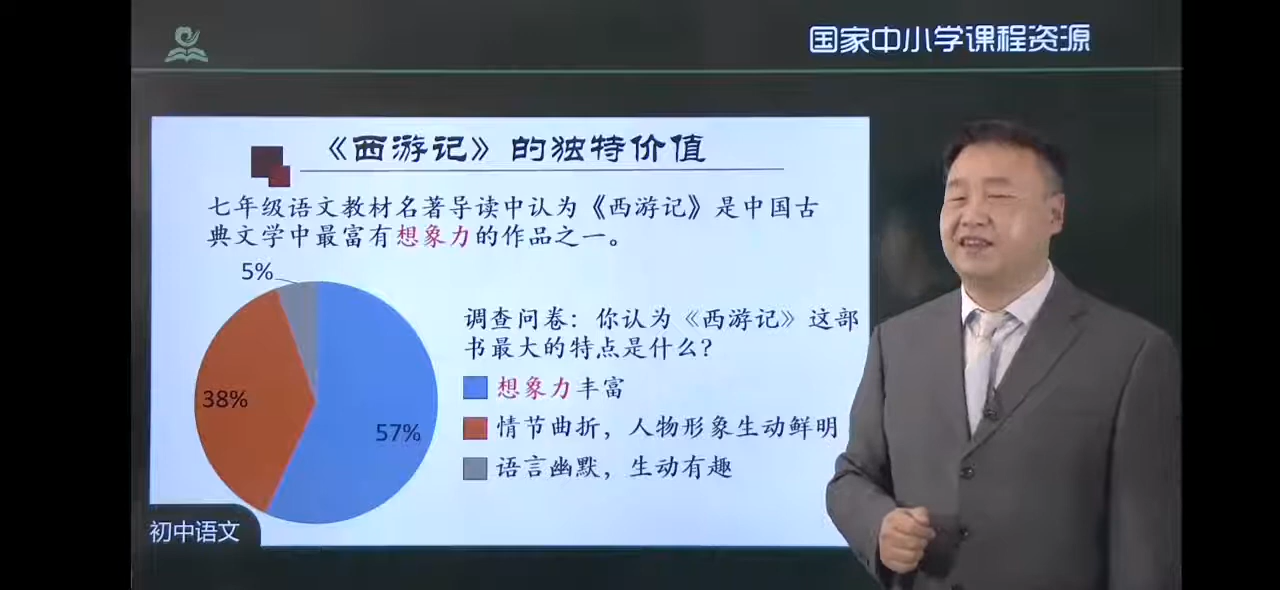 国家中小学课程资源
《西游记》的独特价值
七年级语文教材名著导读中认为《西游记》是中国古
典文学中最富有想象力的作品之一。
5%
38%
57%
调查问卷：你认为《西游记》这部
书最大的特点是什么？
想象力丰富
情节曲折，人物形象生动鲜明
语言幽默，生动有趣
初中语文